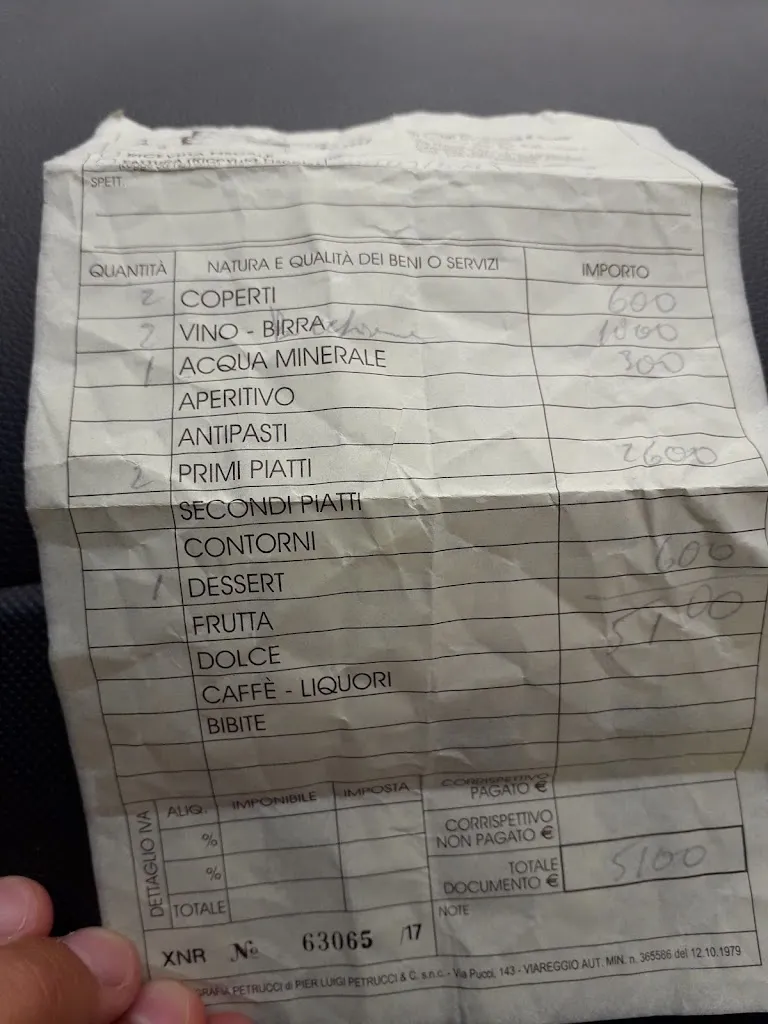 SPETT.
QUANTITÀ NATURA E QUALITÀ DEI BENI O SERVIZI IMPORTO
2 COPERTI 600
2 VINO - BIRRA 1000
1 ACQUA MINERALE 300
APERITIVO
ANTIPASTI
2 PRIMI PIATTI 2600
SECONDI PIATTI
CONTORNI
1 DESSERT 600
FRUTTA 5100
DOLCE
CAFFÈ - LIQUORI
BIBITE
DETTAGLIO IVA
ALIQ. IMPONIBILE IMPOSTA
%
%
TOTALE
CORRISPETTIVO
PAGATO €
CORRISPETTIVO
NON PAGATO €
TOTALE
DOCUMENTO € 5100
NOTE
XNR No 63065 /17
GRAFIA PETRUCCI di PIER LUIGI PETRUCCI & C. s.n.c. - Via Pucci, 143 - VIAREGGIO AUT. MIN. n. 365586 del 12.10.1979